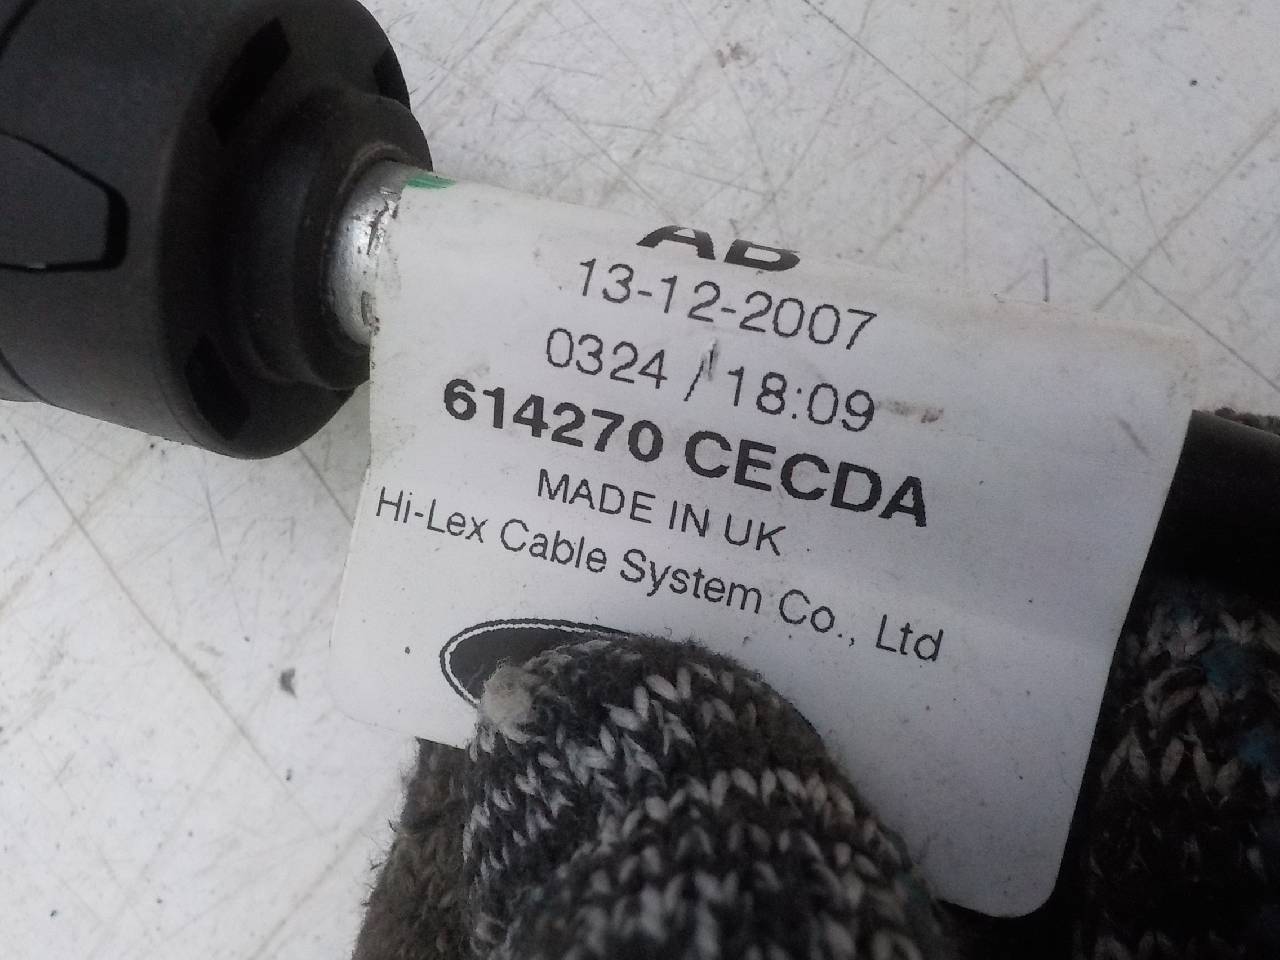 AB
13-12-2007
0324 / 18:09
614270 CECDA
MADE IN UK
Hi-Lex Cable System Co., Ltd